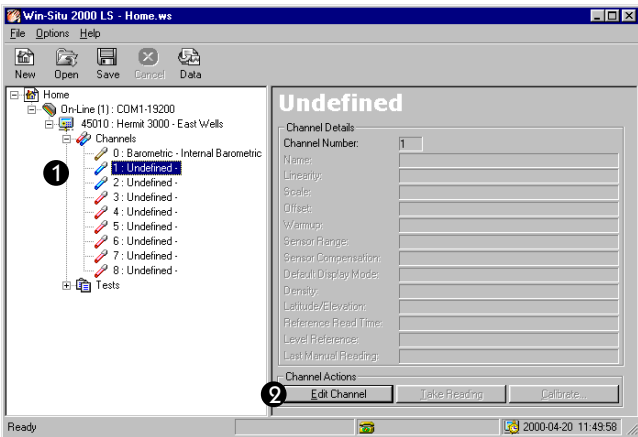 Win-Situ 2000 LS - Home.ws
File Options Help
New Open Save Cancel Data
Home
On-Line (1) : COM1-19200
45010 : Hermit 3000 - East Wells
Channels
0 : Barometric - Internal Barometric
1 : Undefined -
2 : Undefined -
3 : Undefined -
4 : Undefined -
5 : Undefined -
6 : Undefined -
7 : Undefined -
8 : Undefined -
Tests
1
Undefined
Channel Details
Channel Number: 1
Name:
Linearity:
Scale:
Offset:
Warmup:
Sensor Range:
Sensor Compensation:
Default Display Mode:
Density:
Latitude/Elevation:
Reference Read Time:
Level Reference:
Last Manual Reading:
Channel Actions
2
Edit Channel Take Reading Calibrate...
Ready 2000-04-20 11:49:58